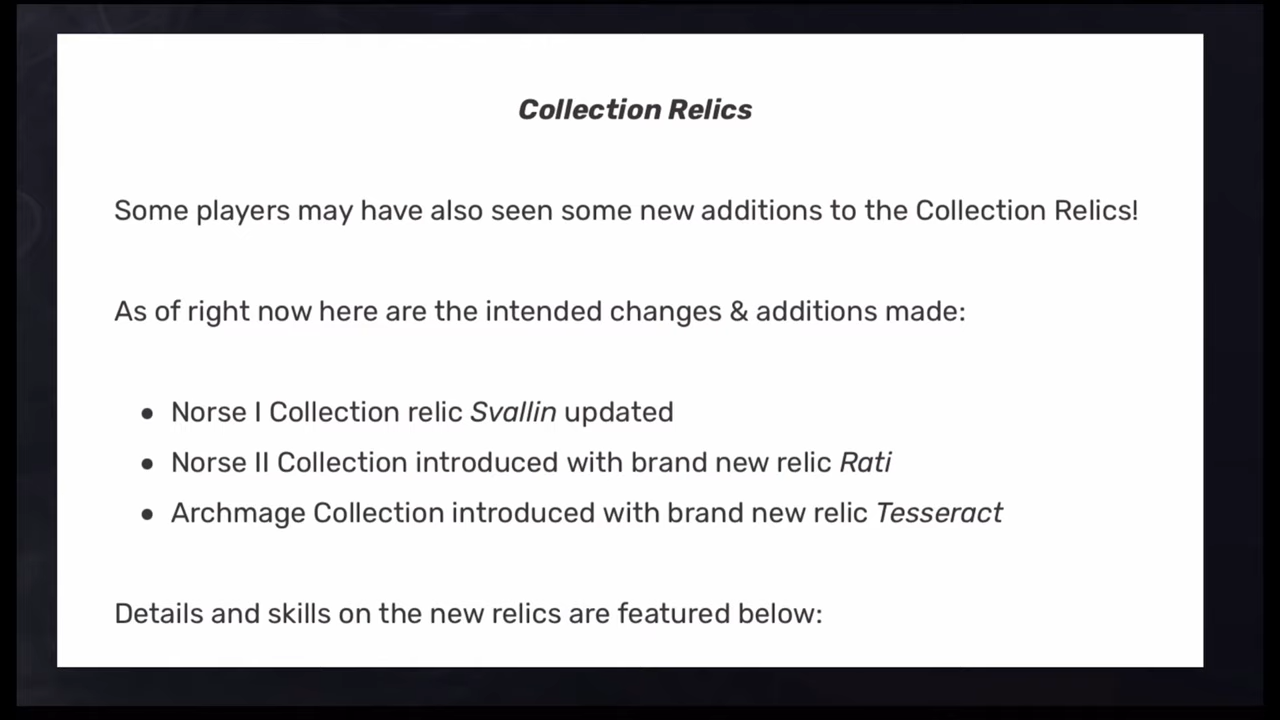 Collection Relics
Some players may have also seen some new additions to the Collection Relics!
As of right now here are the intended changes & additions made:
● Norse I Collection relic Svallin updated
● Norse II Collection introduced with brand new relic Rati
● Archmage Collection introduced with brand new relic Tesseract
Details and skills on the new relics are featured below: